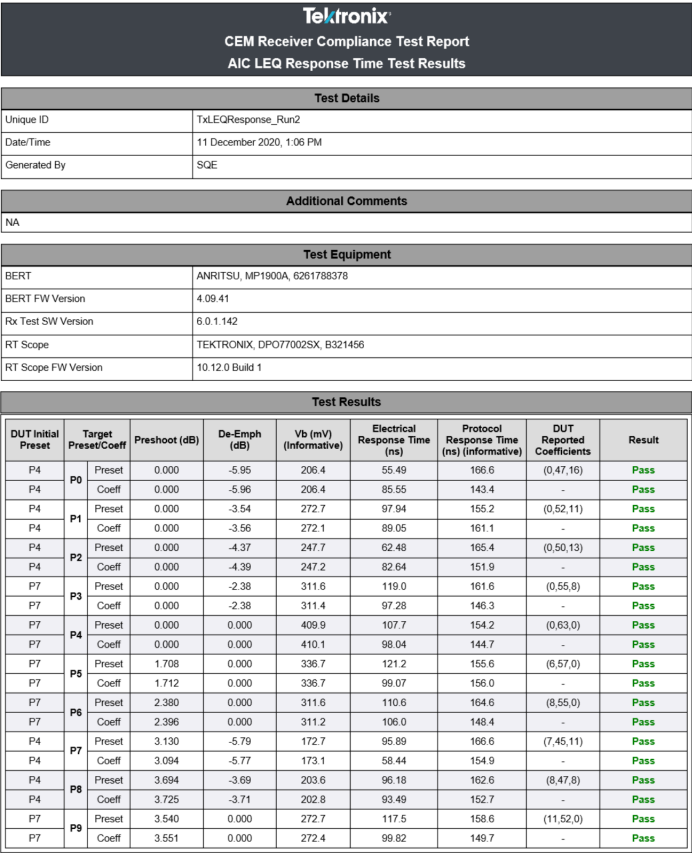 Tektronix
CEM Receiver Compliance Test Report
AIC LEQ Response Time Test Results
Test Details
Unique ID TxLEQResponse_Run2
Date/Time 11 December 2020, 1:06 PM
Generated By SQE
Additional Comments
NA
Test Equipment
BERT ANRITSU, MP1900A, 6261788378
BERT FW Version 4.09.41
Rx Test SW Version 6.0.1.142
RT Scope TEKTRONIX, DPO77002SX, B321456
RT Scope FW Version 10.12.0 Build 1
Test Results
DUT Initial Preset Target Preset/Coeff Preshoot (dB) De-Emph (dB) Vb (mV) (Informative) Electrical Response Time (ns) Protocol Response Time (ns) (informative) DUT Reported Coefficients Result
P4 P0 Preset 0.000 -5.95 206.4 55.49 166.6 (0,47,16) Pass
P4 Coeff 0.000 -5.96 206.4 85.55 143.4 - Pass
P4 P1 Preset 0.000 -3.54 272.7 97.94 155.2 (0,52,11) Pass
P4 Coeff 0.000 -3.56 272.1 89.05 161.1 - Pass
P4 P2 Preset 0.000 -4.37 247.7 62.48 165.4 (0,50,13) Pass
P4 Coeff 0.000 -4.39 247.2 82.64 151.9 - Pass
P7 P3 Preset 0.000 -2.38 311.6 119.0 161.6 (0,55,8) Pass
P7 Coeff 0.000 -2.38 311.4 97.28 146.3 - Pass
P7 P4 Preset 0.000 0.000 409.9 107.7 154.2 (0,63,0) Pass
P7 Coeff 0.000 0.000 410.1 98.04 144.7 - Pass
P7 P5 Preset 1.708 0.000 336.7 121.2 155.6 (6,57,0) Pass
P7 Coeff 1.712 0.000 336.7 99.07 156.0 - Pass
P7 P6 Preset 2.380 0.000 311.6 110.6 164.6 (8,55,0) Pass
P7 Coeff 2.396 0.000 311.2 106.0 148.4 - Pass
P4 P7 Preset 3.130 -5.79 172.7 95.89 166.6 (7,45,11) Pass
P4 Coeff 3.094 -5.77 173.1 58.44 154.9 - Pass
P4 P8 Preset 3.694 -3.69 203.6 96.18 162.6 (8,47,8) Pass
P4 Coeff 3.725 -3.71 202.8 93.49 152.7 - Pass
P7 P9 Preset 3.540 0.000 272.7 117.5 158.6 (11,52,0) Pass
P7 Coeff 3.551 0.000 272.4 99.82 149.7 - Pass